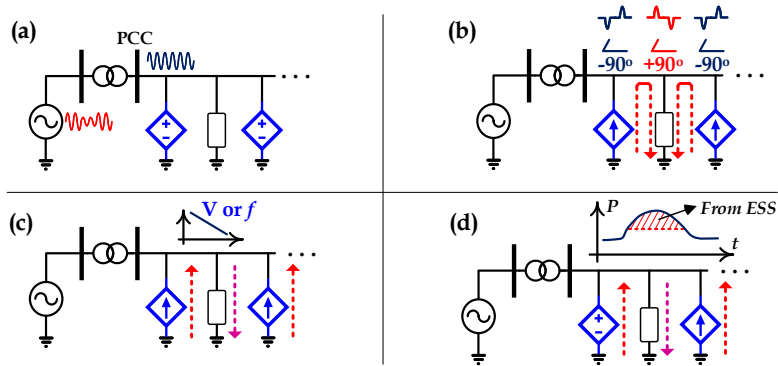 (a)
PCC
(b)
-90° +90° -90°
(c)
V or f
(d)
P
From ESS
t